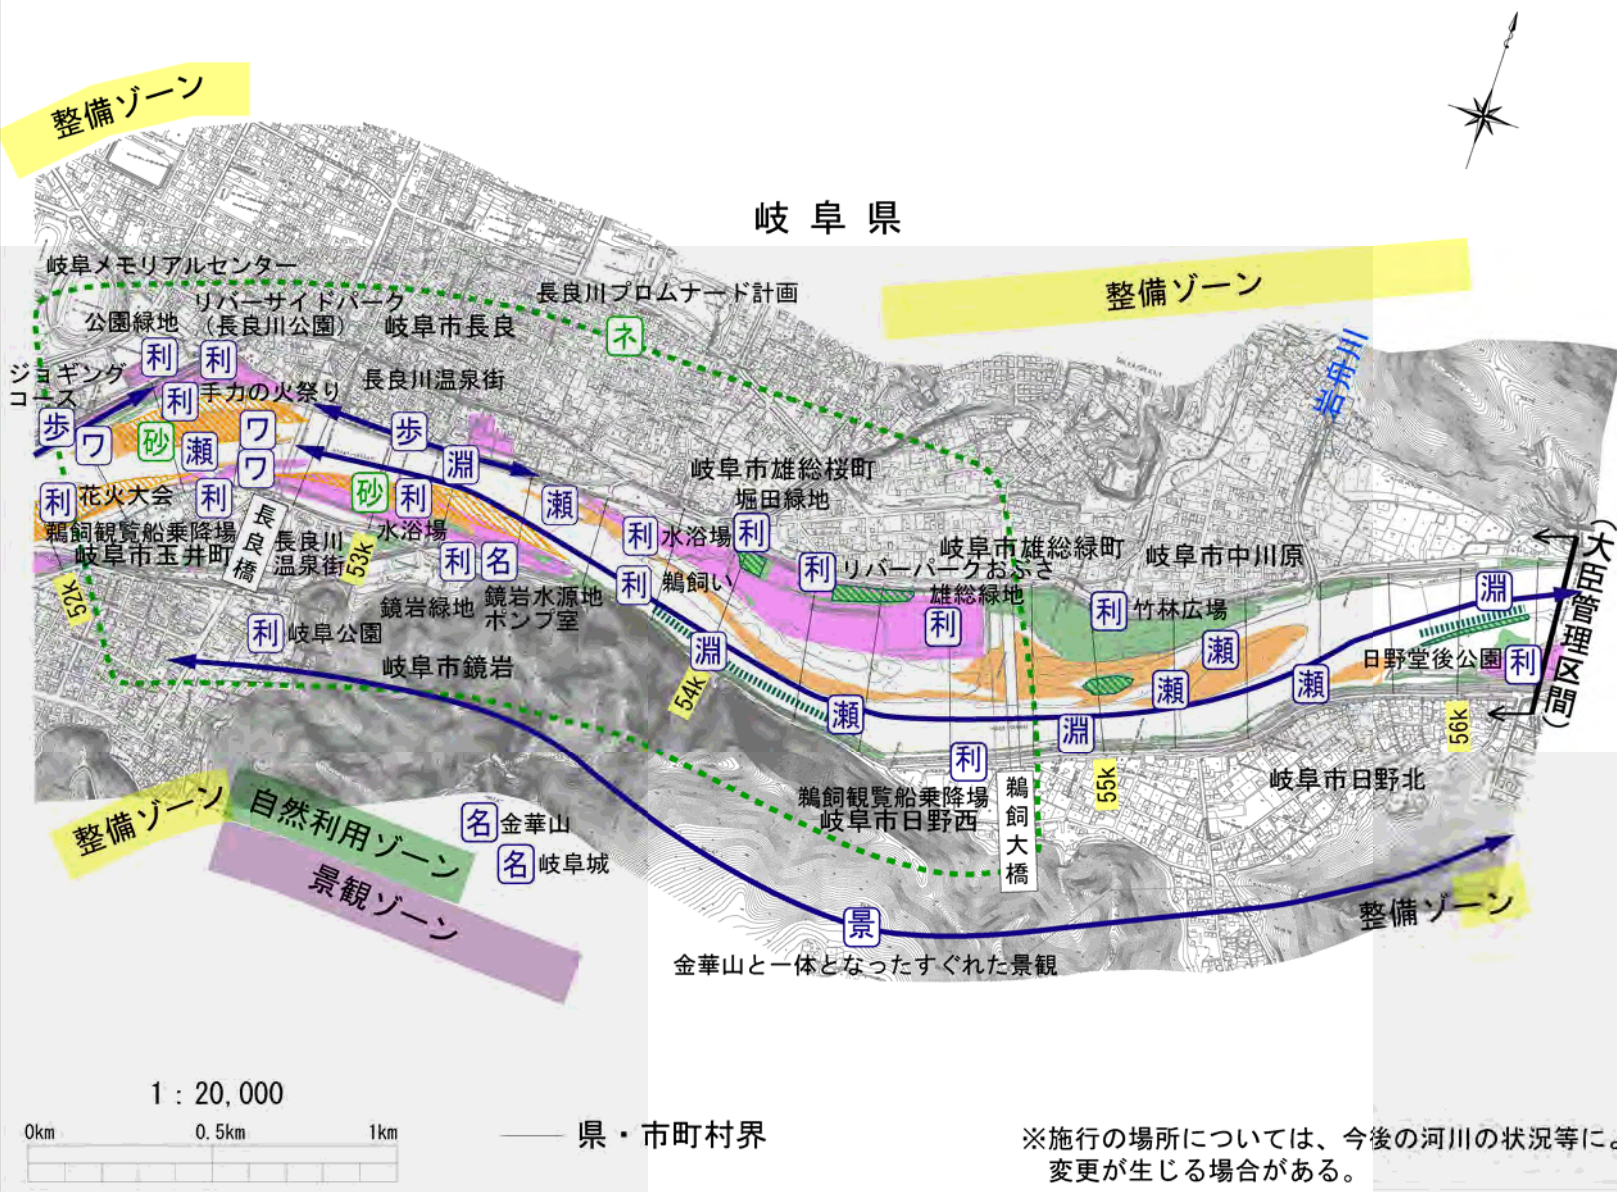 整備ゾーン
岐阜県
整備ゾーン
岐阜メモリアルセンター
リバーサイドパーク
(長良川公園)
公園緑地
岐阜市長良
長良川プロムナード計画
ネ
岩舟川
利
利
ジョギング
コース
利
手力の火祭り
長良川温泉街
歩
ワ
砂
瀬
ワ
ワ
歩
淵
瀬
岐阜市雄総桜町
堀田緑地
利
花火大会
利
砂
利
水浴場
利
水浴場
利
鵜飼観覧船乗降場
岐阜市玉井町
長良橋
長良川
温泉街
53k
52k
利
名
利
鵜飼い
利
リバーパークおぶさ
岐阜市雄総緑町
雄総緑地
利
岐阜市中川原
利
竹林広場
淵
(大臣管理区間)
鏡岩緑地
鏡岩水源地
ポンプ室
利
岐阜公園
岐阜市鏡岩
淵
54k
瀬
瀬
瀬
瀬
日野堂後公園
利
淵
利
56k
55k
岐阜市日野北
鵜飼観覧船乗降場
岐阜市日野西
鵜飼大橋
整備ゾーン
自然利用ゾーン
景観ゾーン
名
金華山
名
岐阜城
景
金華山と一体となったすぐれた景観
整備ゾーン
1:20,000
0km
0.5km
1km
県・市町村界
※施行の場所については、今後の河川の状況等によ
変更が生じる場合がある。